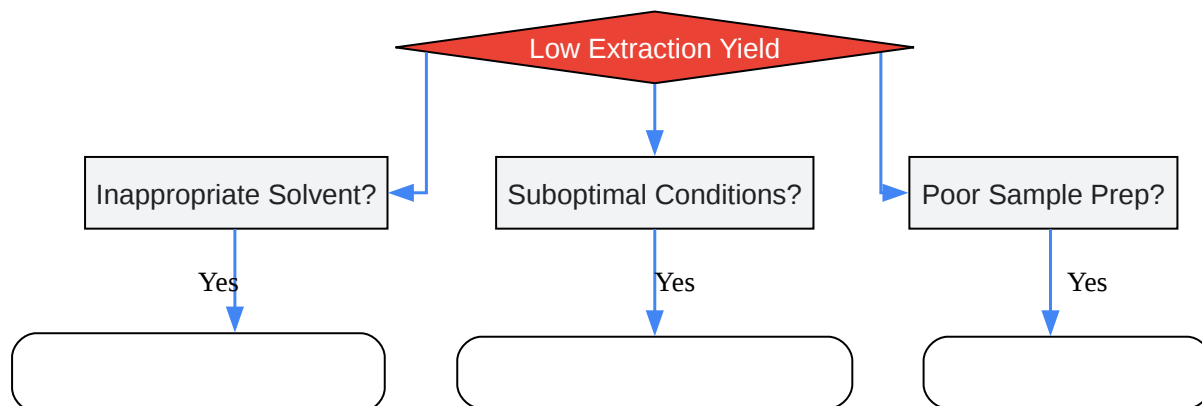 Low Extraction Yield
Inappropriate Solvent?
Suboptimal Conditions?
Poor Sample Prep?
Yes
Yes
Yes